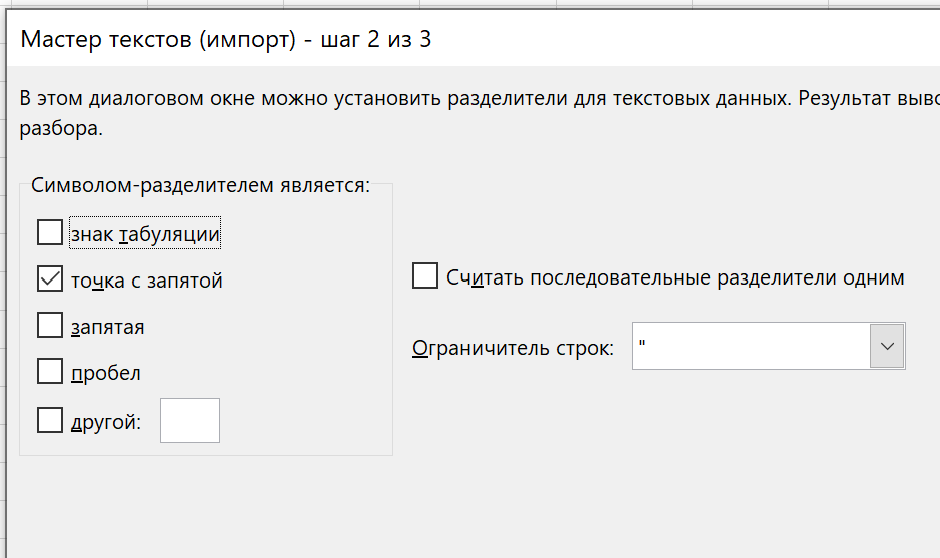 Мастер текстов (импорт) - шаг 2 из 3
В этом диалоговом окне можно установить разделители для текстовых данных. Результат
разбора.
Символом-разделителем является:
знак табуляции
точка с запятой
Считать последовательные разделители одним
запятая
Ограничитель строк: "
пробел
другой: